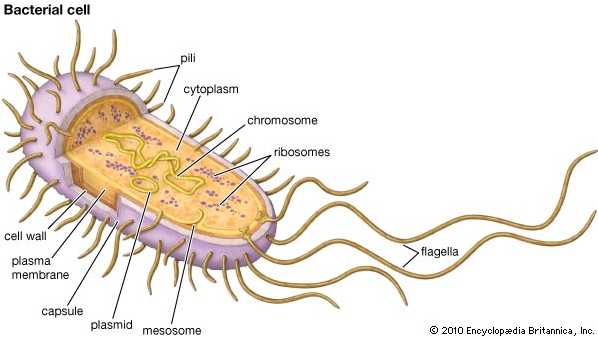 Bacterial cell
pili
cytoplasm
chromosome
ribosomes
cell wall
plasma
membrane
capsule
plasmid
mesosome
flagella
© 2010 Encyclopædia Britannica, Inc.